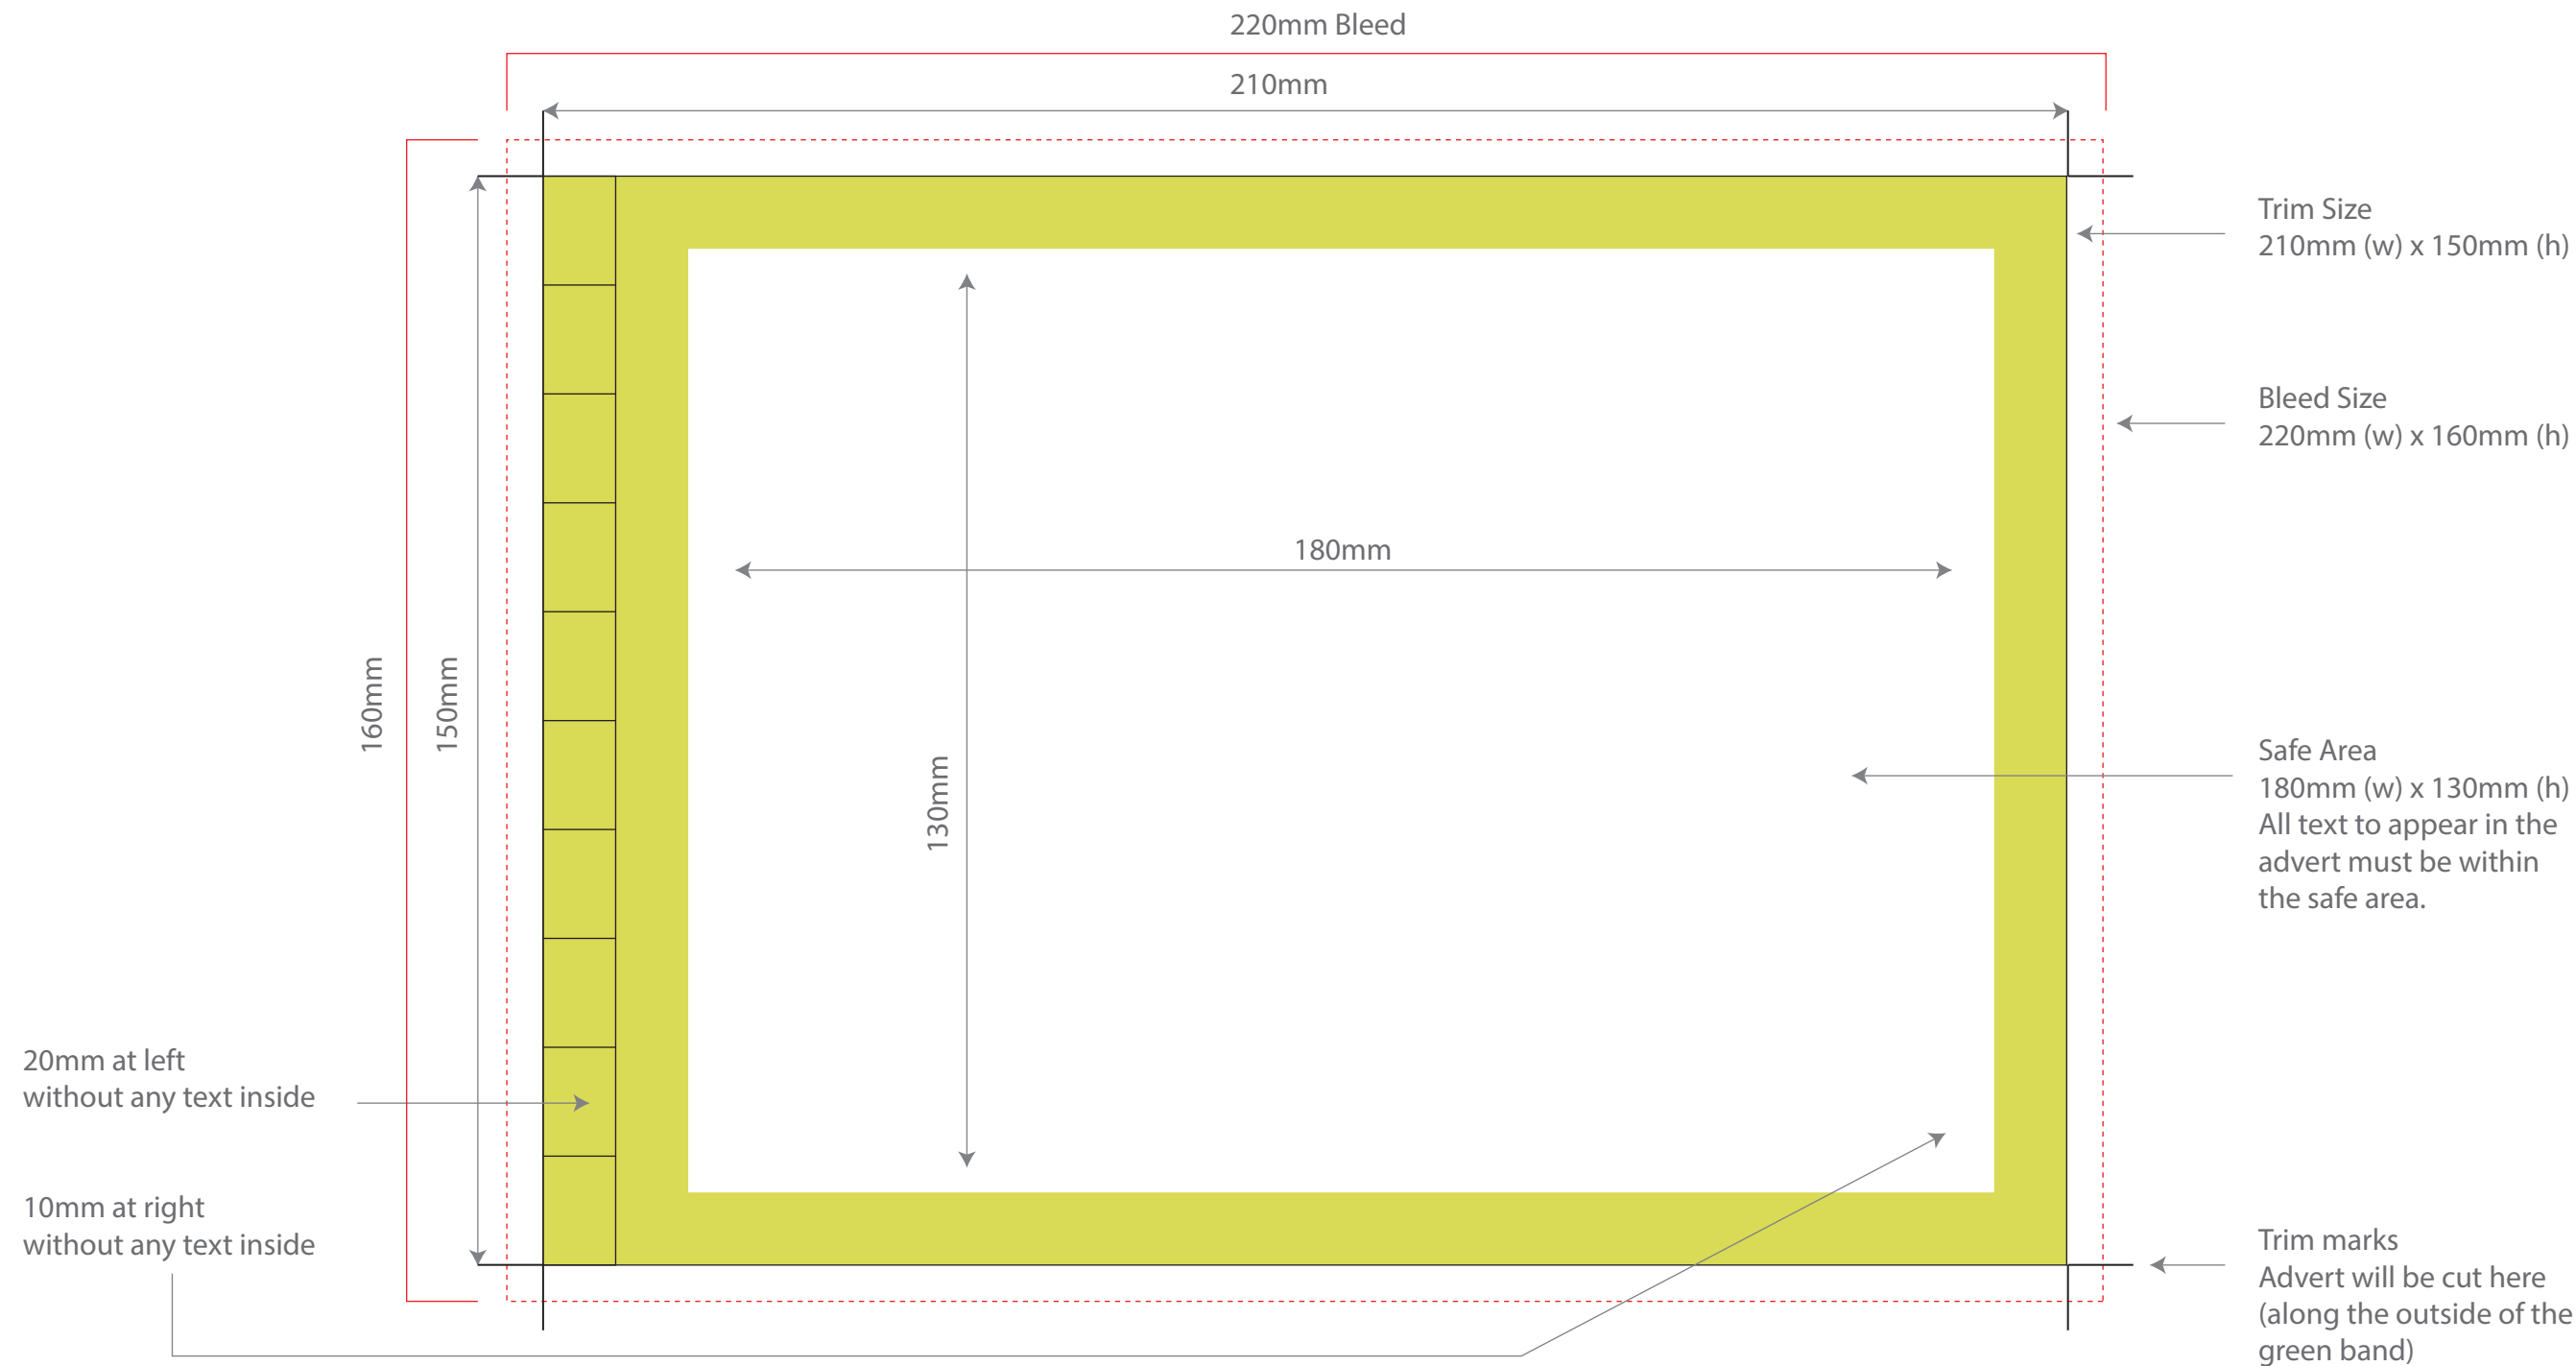 220mm Bleed
210mm
Trim Size
210mm (w) x 150mm (h)
Bleed Size
220mm (w) x 160mm (h)
180mm
160mm
150mm
130mm
Safe Area
180mm (w) x 130mm (h)
All text to appear in the
advert must be within
the safe area.
20mm at left
without any text inside
10mm at right
without any text inside
Trim marks
Advert will be cut here
(along the outside of the
green band)